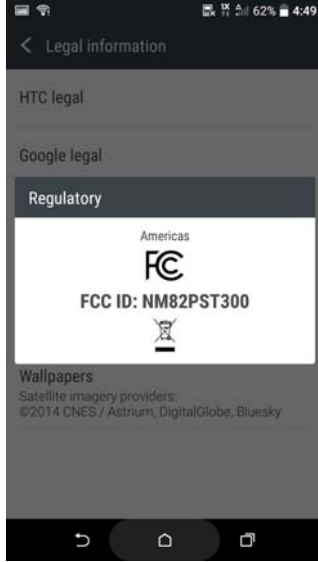 1X
62%
4:49
Legal information
HTC legal
Google legal
Regulatory
Americas
FC
FCC ID: NM82PST300
Wallpapers
Satellite imagery providers:
©2014 CNES / Astrium, DigitalGlobe, Bluesky